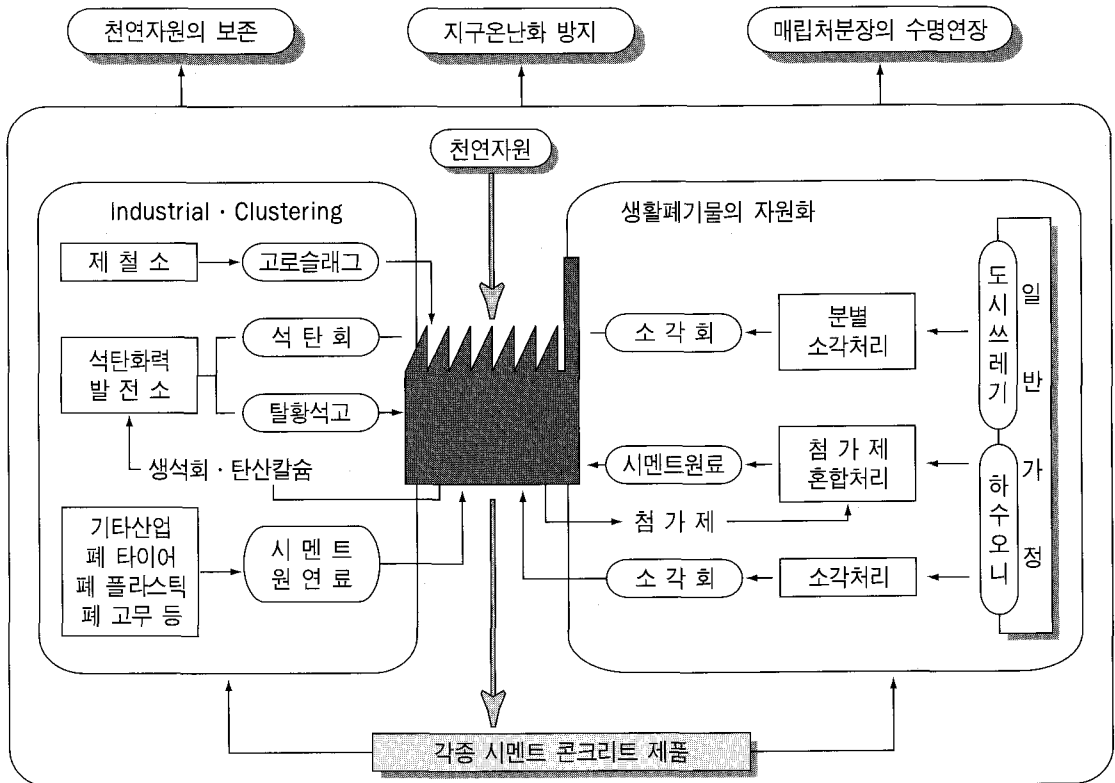 천연자원의 보존
지구온난화 방지
매립처분장의 수명연장
천연자원
Industrial · Clustering
제 철 소
고로슬래그
석탄화력
발 전 소
석 탄 회
탈황석고
생석회 · 탄산칼슘
기타산업
폐 타이어
폐 플라스틱
폐 고무 등
시 멘 트
원 연 료
생활폐기물의 자원화
소 각 회
분별
소각처리
도시쓰레기
일반가정
시멘트원료
첨 가 제
혼합처리
하수오니
첨 가 제
소 각 회
소각처리
각종 시멘트 콘크리트 제품